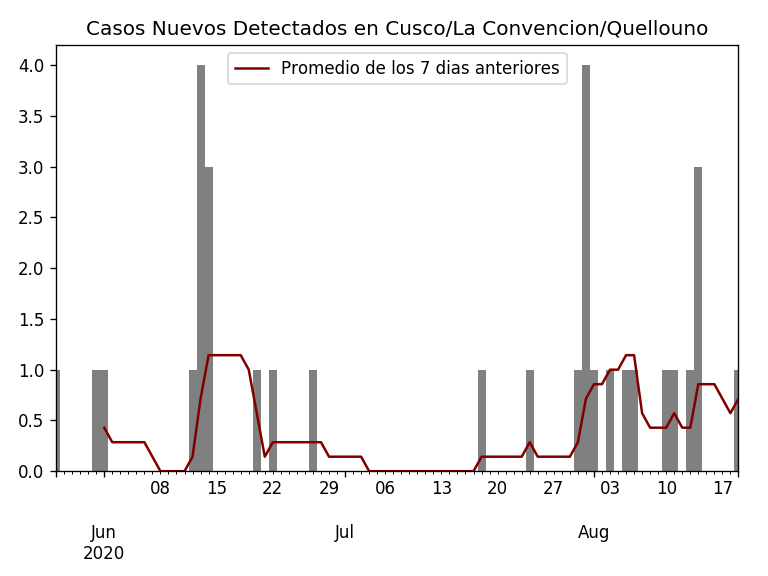 Casos Nuevos Detectados en Cusco/La Convencion/Quellouno
Promedio de los 7 dias anteriores
4.0
3.5
3.0
2.5
2.0
1.5
1.0
0.5
0.0
08 15 22 29 06 13 20 27 03 10 17
Jun Jul Aug
2020